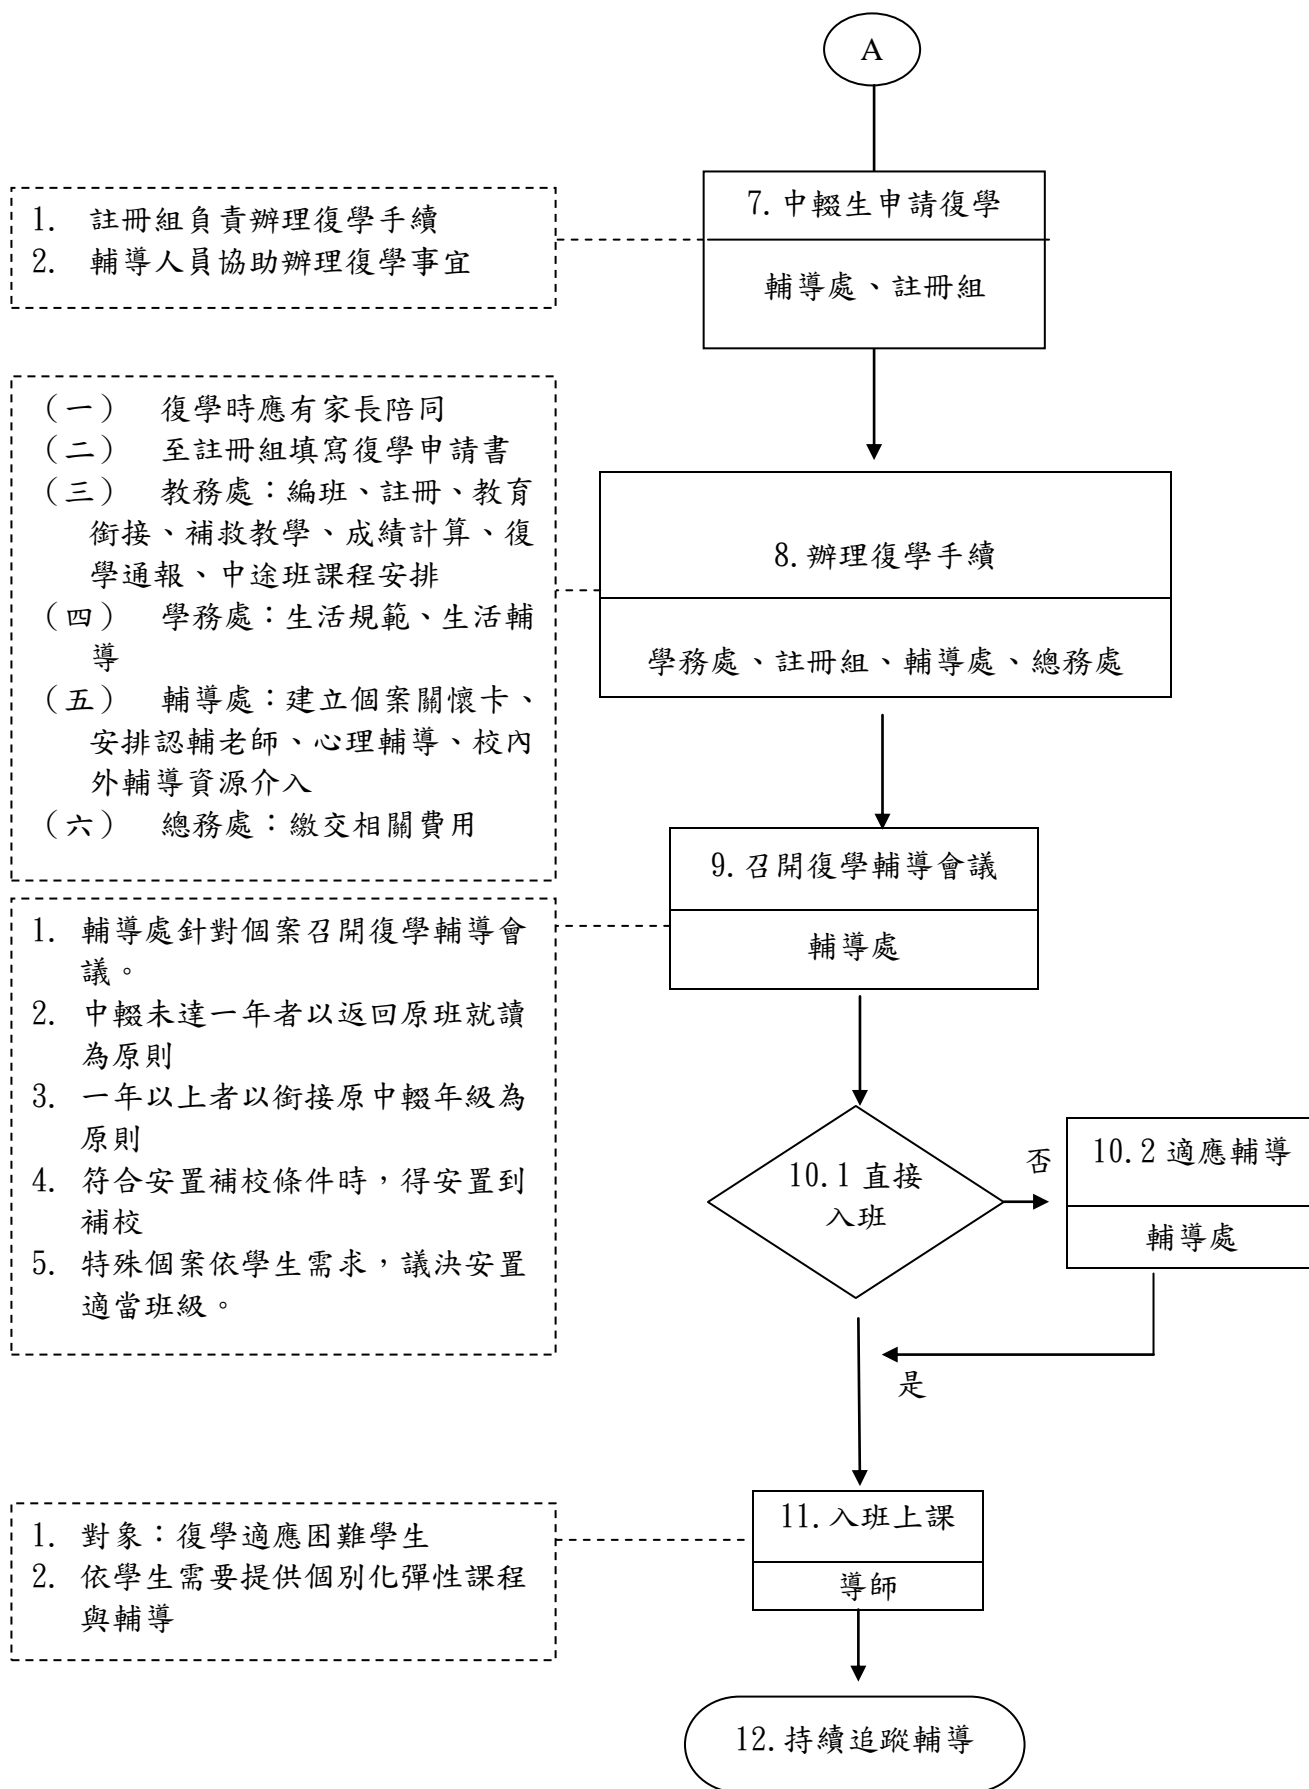 A
7.中輟生申請復學
輔導處、註冊組
1. 註冊組負責辦理復學手續
2. 輔導人員協助辦理復學事宜
（一） 復學時應有家長陪同
（二） 至註冊組填寫復學申請書
（三） 教務處：編班、註冊、教育
銜接、補救教學、成績計算、復
學通報、中途班課程安排
（四） 學務處：生活規範、生活輔
導
（五） 輔導處：建立個案關懷卡、
安排認輔老師、心理輔導、校內
外輔導資源介入
（六） 總務處：繳交相關費用
8.辦理復學手續
學務處、註冊組、輔導處、總務處
9.召開復學輔導會議
輔導處
1. 輔導處針對個案召開復學輔導會
議。
2. 中輟未達一年者以返回原班就讀
為原則
3. 一年以上者以銜接原中輟年級為
原則
4. 符合安置補校條件時，得安置到
補校
5. 特殊個案依學生需求，議決安置
適當班級。
10.1 直接
入班
否
10.2 適應輔導
輔導處
是
11.入班上課
導師
1. 對象：復學適應困難學生
2. 依學生需要提供個別化彈性課程
與輔導
12.持續追蹤輔導